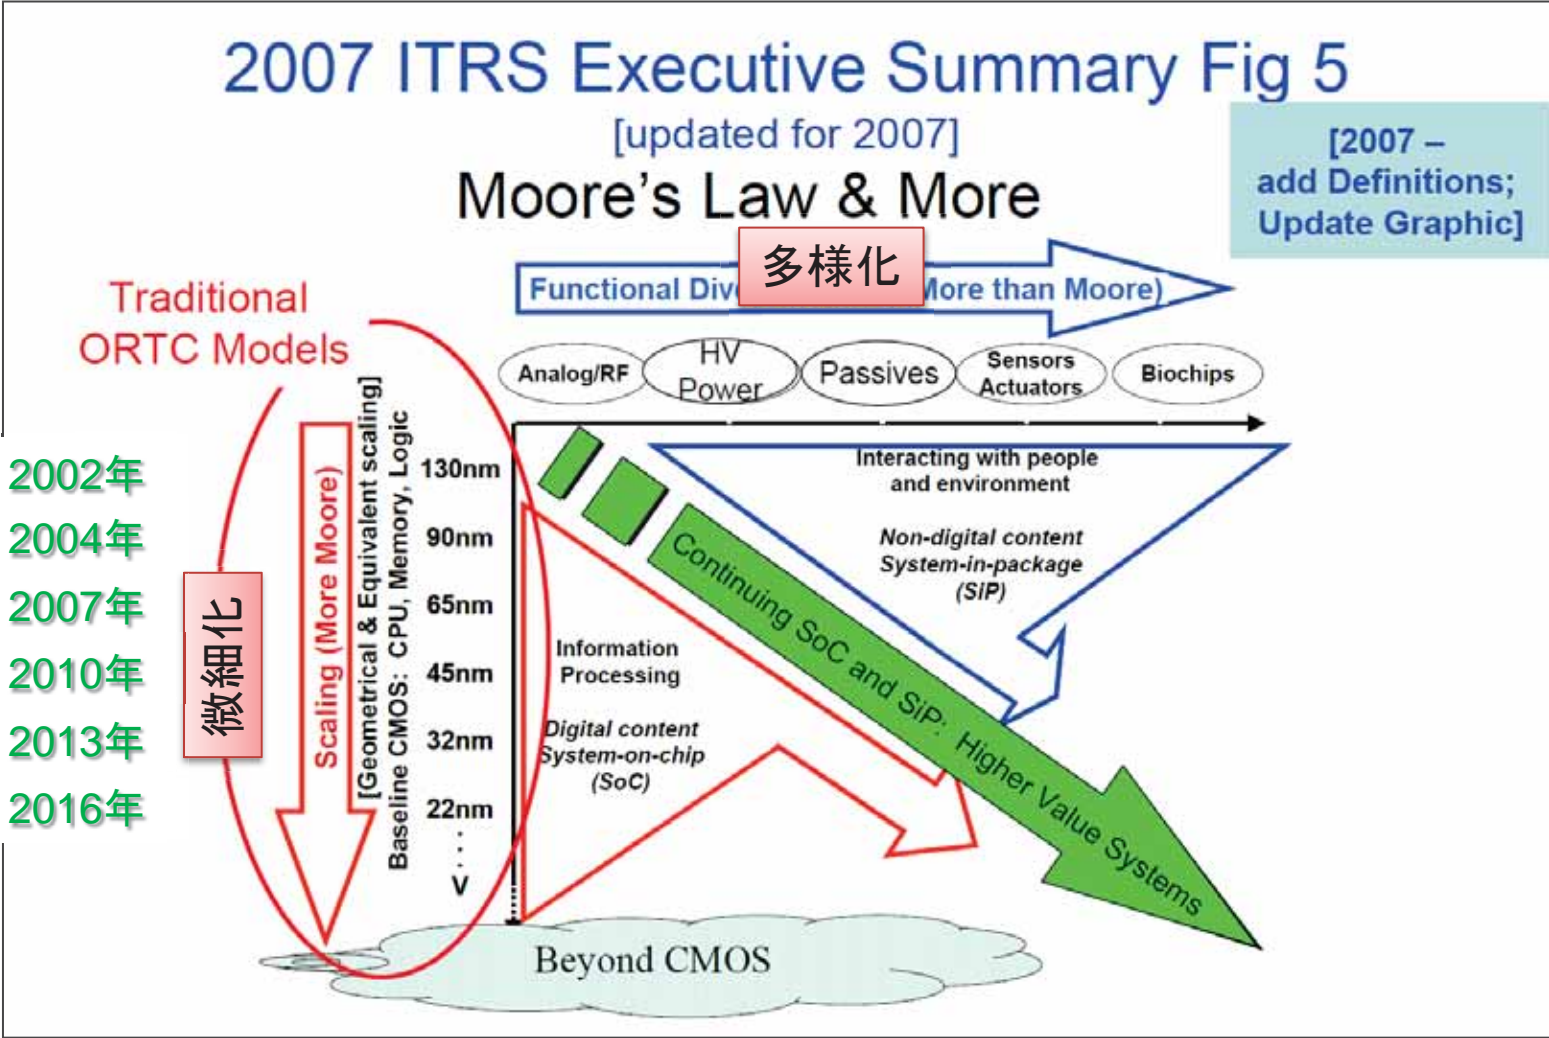 2007 ITRS Executive Summary Fig 5
[updated for 2007]
Moore's Law & More
[2007 –
add Definitions;
Update Graphic]
多様化
Functional Div
More than Moore)
Traditional
ORTC Models
Analog/RF
HV
Power
Passives
Sensors
Actuators
Biochips
2002年
2004年
2007年
2010年
2013年
2016年
微細化
Scaling (More Moore)
[Geometrical & Equivalent scaling]
Baseline CMOS: CPU, Memory, Logic
130nm
90nm
65nm
45nm
32nm
22nm
V
Interacting with people
and environment
Non-digital content
System-in-package
(SiP)
Continuing SoC and SiP: Higher Value Systems
Information
Processing
Digital content
System-on-chip
(SoC)
Beyond CMOS